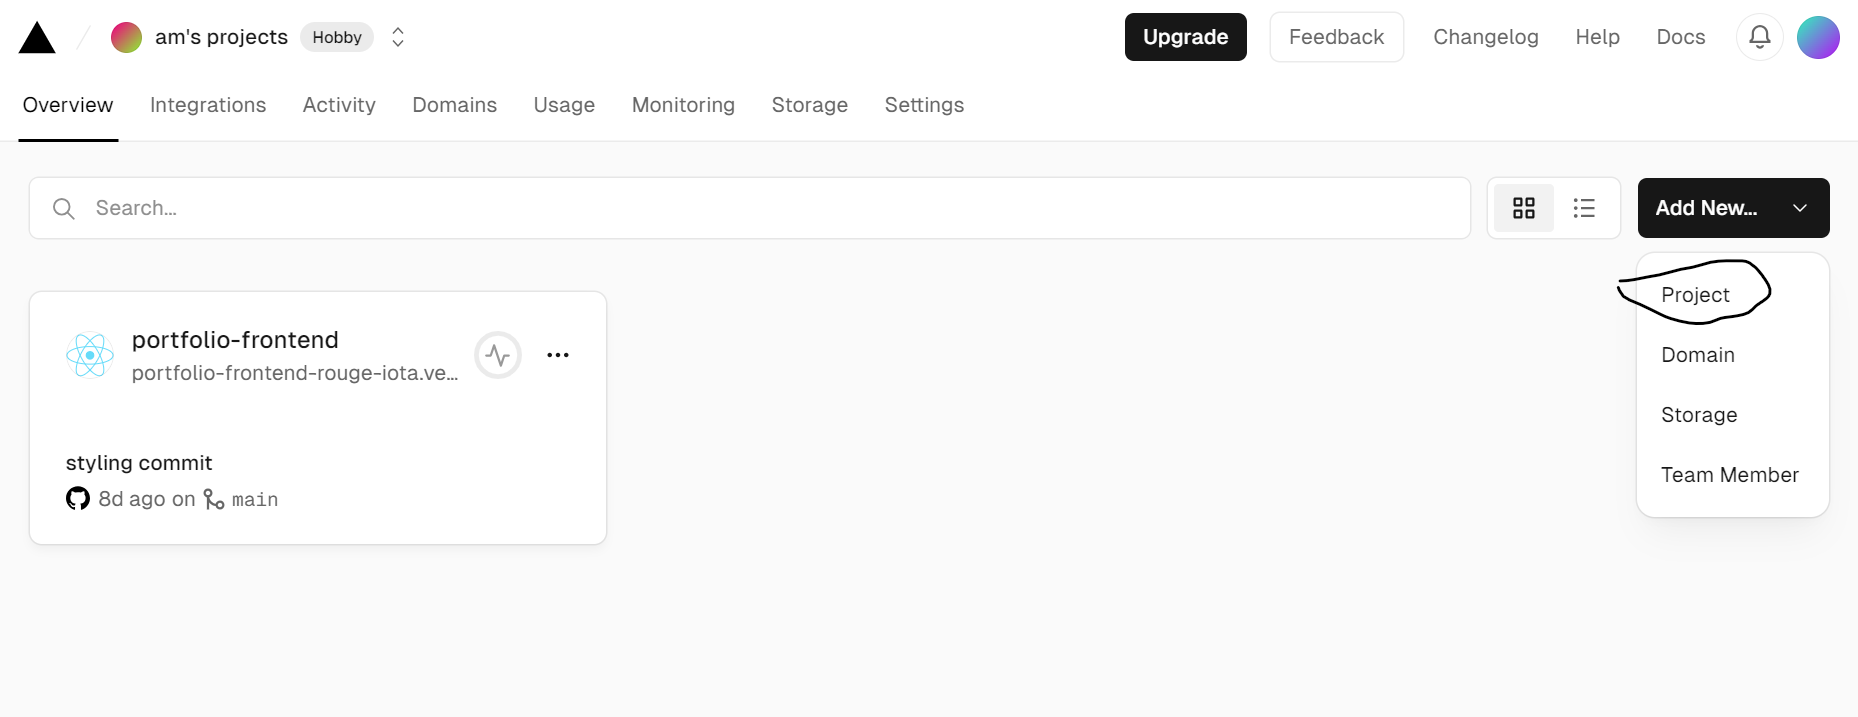 am's projects Hobby
Upgrade Feedback Changelog Help Docs
Overview Integrations Activity Domains Usage Monitoring Storage Settings
Search...
Add New...
Project
Domain
Storage
Team Member
portfolio-frontend
portfolio-frontend-rouge-iota.ve...
styling commit
8d ago on main